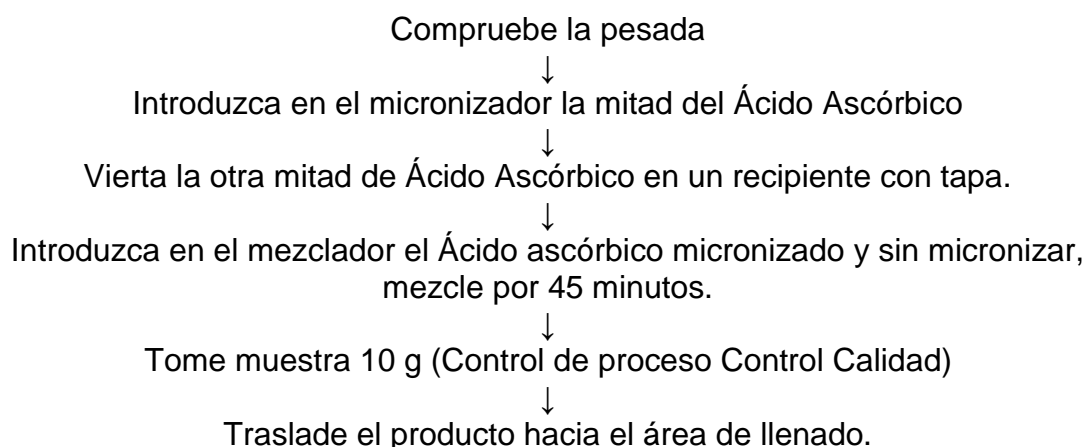 Compruebe la pesada
↓
Introduzca en el micronizador la mitad del Ácido Ascórbico
↓
Vierta la otra mitad de Ácido Ascórbico en un recipiente con tapa.
↓
Introduzca en el mezclador el Ácido ascórbico micronizado y sin micronizar,
mezcle por 45 minutos.
↓
Tome muestra 10 g (Control de proceso Control Calidad)
↓
Traslade el producto hacia el área de llenado.